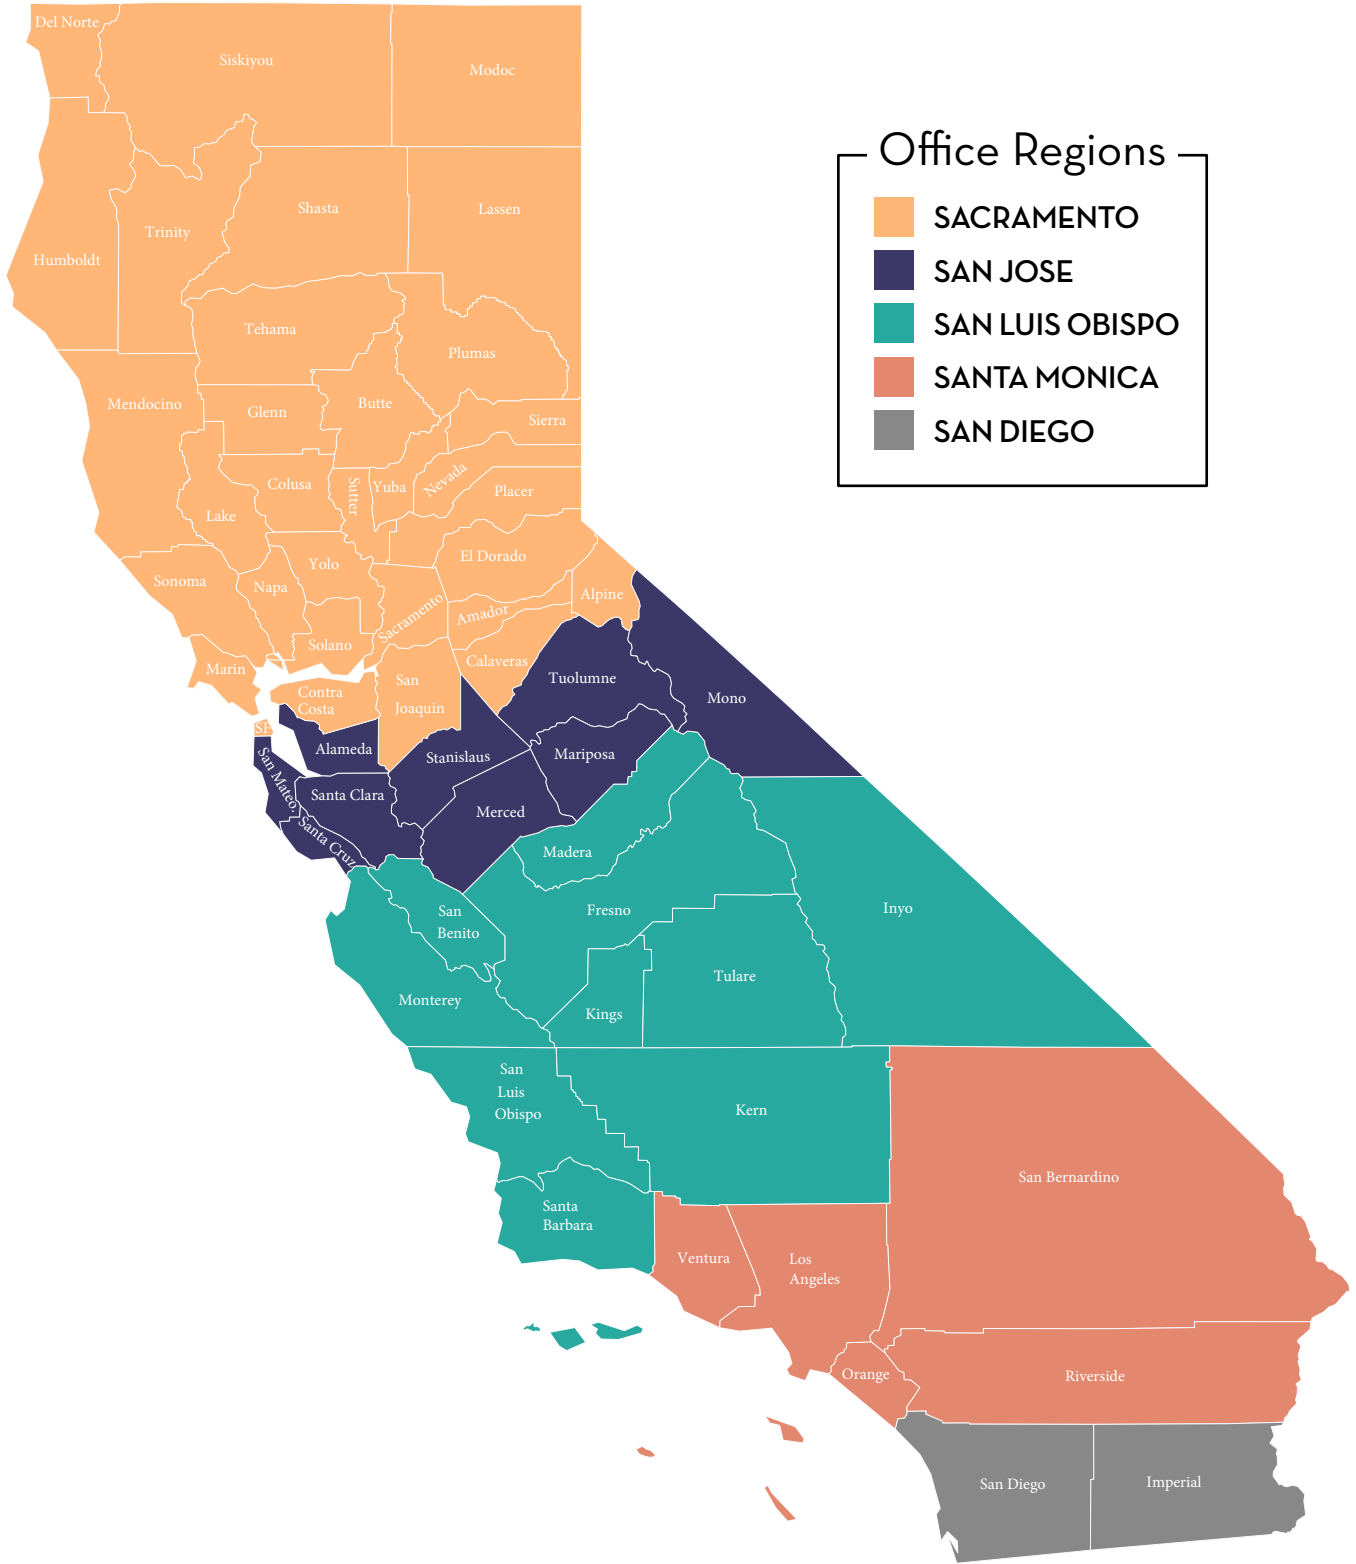 Del Norte
Siskiyou
Modoc
Office Regions
SACRAMENTO
SAN JOSE
SAN LUIS OBISPO
SANTA MONICA
SAN DIEGO
Shasta
Lassen
Trinity
Humboldt
Tehama
Plumas
Mendocino
Glenn
Butte
Sierra
Colusa
Sutter
Yuba
Nevada
Placer
Lake
El Dorado
Sonoma
Napa
Yolo
Alpine
Sacramento
Amador
Solano
Marin
Calaveras
Contra
Costa
San
Joaquin
Tuolumne
Mono
SF
Alameda
Stanislaus
Mariposa
San Mateo.
Santa Clara
Merced
Santa Cruz
Madera
San
Benito
Fresno
Inyo
Monterey
Kings
Tulare
San
Luis
Obispo
Kern
San Bernardino
Santa
Barbara
Ventura
Los
Angeles
Orange
Riverside
San Diego
Imperial